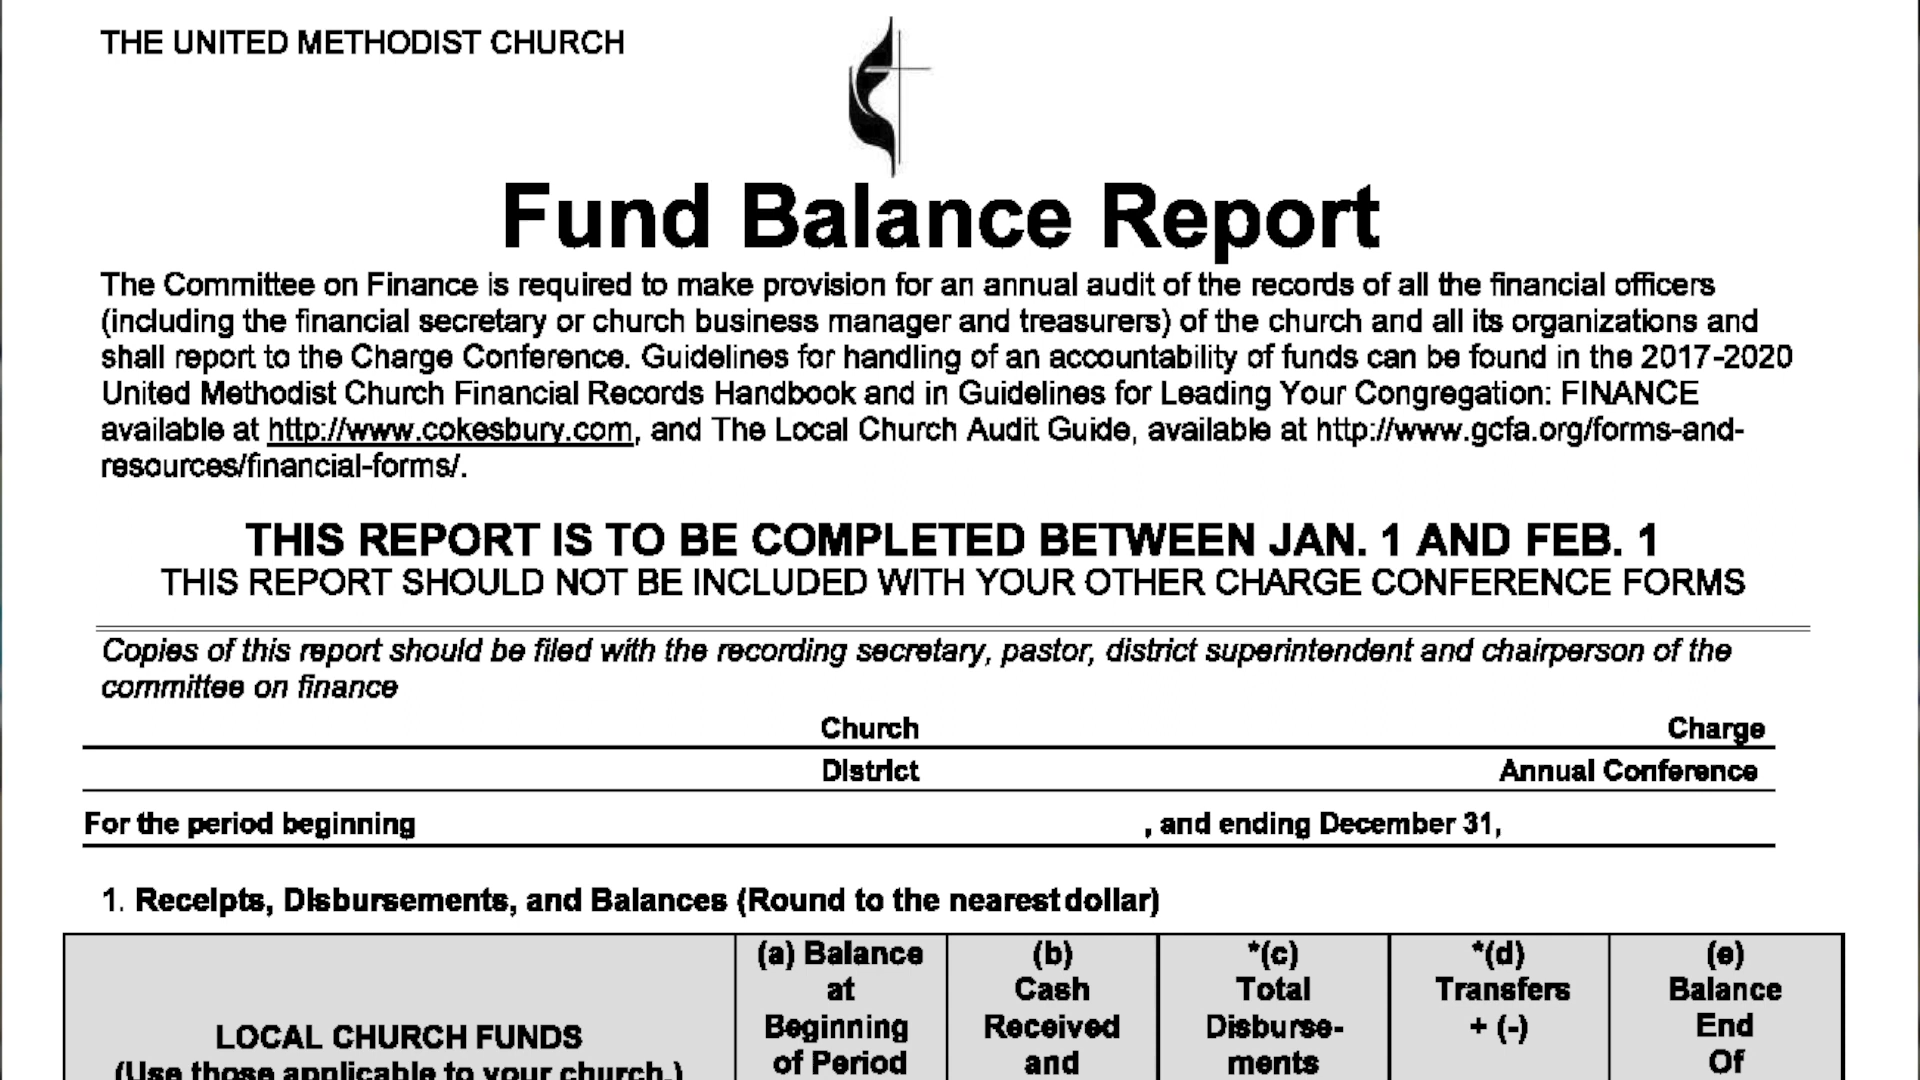 THE UNITED METHODIST CHURCH
Fund Balance Report
The Committee on Finance is required to make provision for an annual audit of the records of all the financial officers
(including the financial secretary or church business manager and treasurers) of the church and all its organizations and
shall report to the Charge Conference. Guidelines for handling of an accountability of funds can be found in the 2017-2020
United Methodist Church Financial Records Handbook and in Guidelines for Leading Your Congregation: FINANCE
available at http://www.cokesbury.com, and The Local Church Audit Guide, available at http://www.gcfa.org/forms-and-
resources/financial-forms/.
THIS REPORT IS TO BE COMPLETED BETWEEN JAN. 1 AND FEB. 1
THIS REPORT SHOULD NOT BE INCLUDED WITH YOUR OTHER CHARGE CONFERENCE FORMS
Copies of this report should be filed with the recording secretary, pastor, district superintendent and chairperson of the
committee on finance
Church Charge
District Annual Conference
For the period beginning , and ending December 31,
1. Receipts, Disbursements, and Balances (Round to the nearest dollar)
LOCAL CHURCH FUNDS
(Use those applicable to your church.)
(a) Balance
at
Beginning
of Period
(b)
Cash
Received
and
*(c)
Total
Disburse-
ments
*(d)
Transfers
+ (-)
(e)
Balance
End
Of